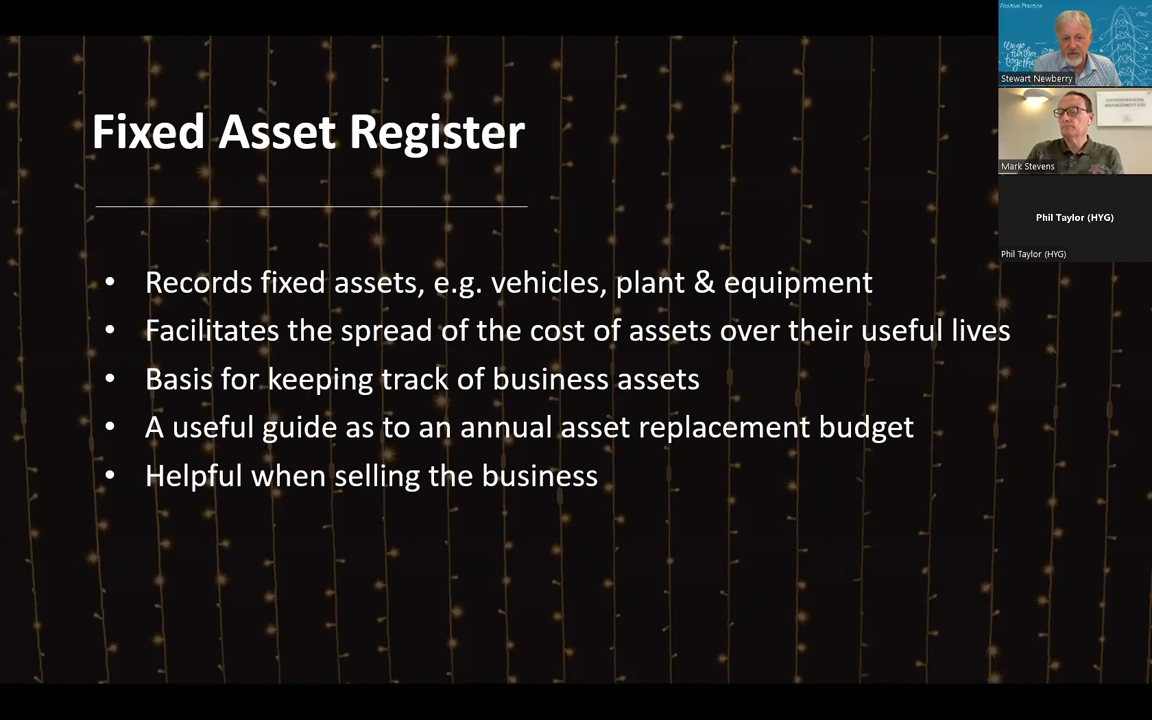 Fixed Asset Register
• Records fixed assets, e.g. vehicles, plant & equipment
• Facilitates the spread of the cost of assets over their useful lives
• Basis for keeping track of business assets
• A useful guide as to an annual asset replacement budget
• Helpful when selling the business
Positive Practice
Stewart Newberry
Mark Stevens
Phil Taylor (HYG)
Phil Taylor (HYG)